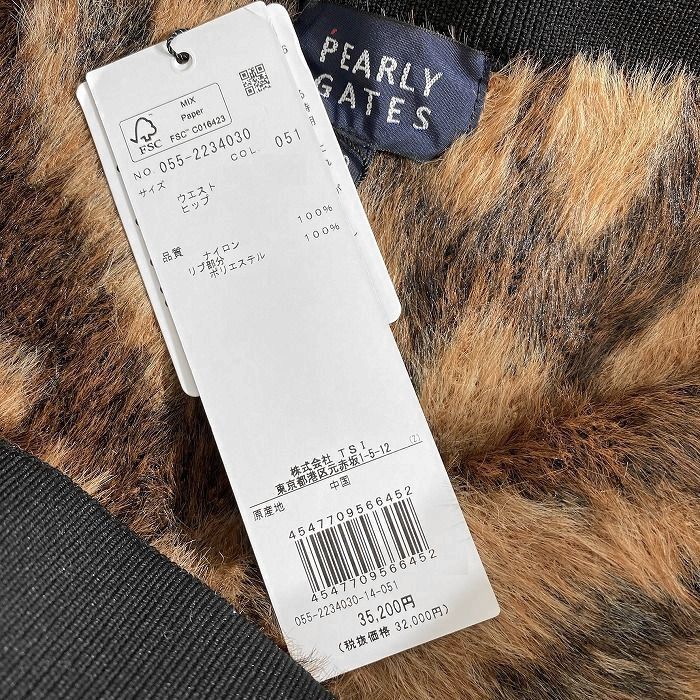 PEARLY
GATES
MIX
Paper
FSC™ C016423
FSC
NO. 055-2234030 COL. 051
サイズ
ウエスト
ヒップ
品質 ナイロン 100%
リブ部分
ポリエステル 100%
(Z)
株式会社 TSI
東京都港区元赤坂1-5-12
原産地 中国
4547709566452
4547709566452
055-2234030-14-051
35,200円
(税抜価格 32,000円)